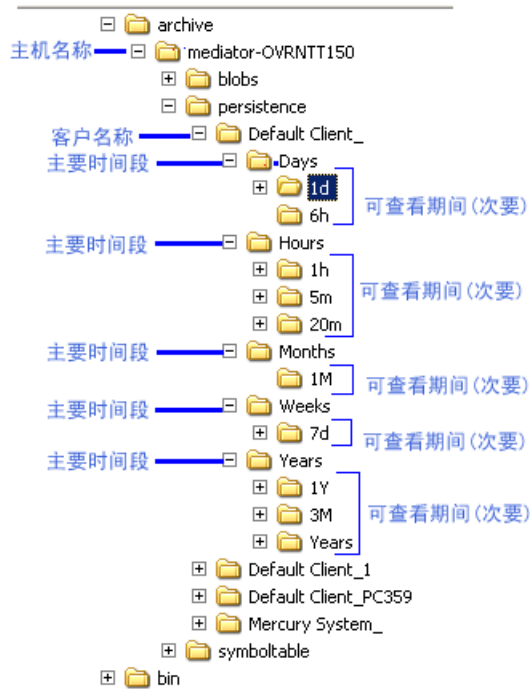 archive
主机名称 mediator-OVRNTT150
blobs
persistence
客户名称 Default Client_
主要时间段 Days
1d
6h
可查看期间(次要)
主要时间段 Hours
1h
5m
20m
可查看期间(次要)
主要时间段 Months
1M
可查看期间(次要)
主要时间段 Weeks
7d
可查看期间(次要)
主要时间段 Years
1Y
3M
Years
可查看期间(次要)
Default Client_1
Default Client_PC359
Mercury System_
symboltable
bin